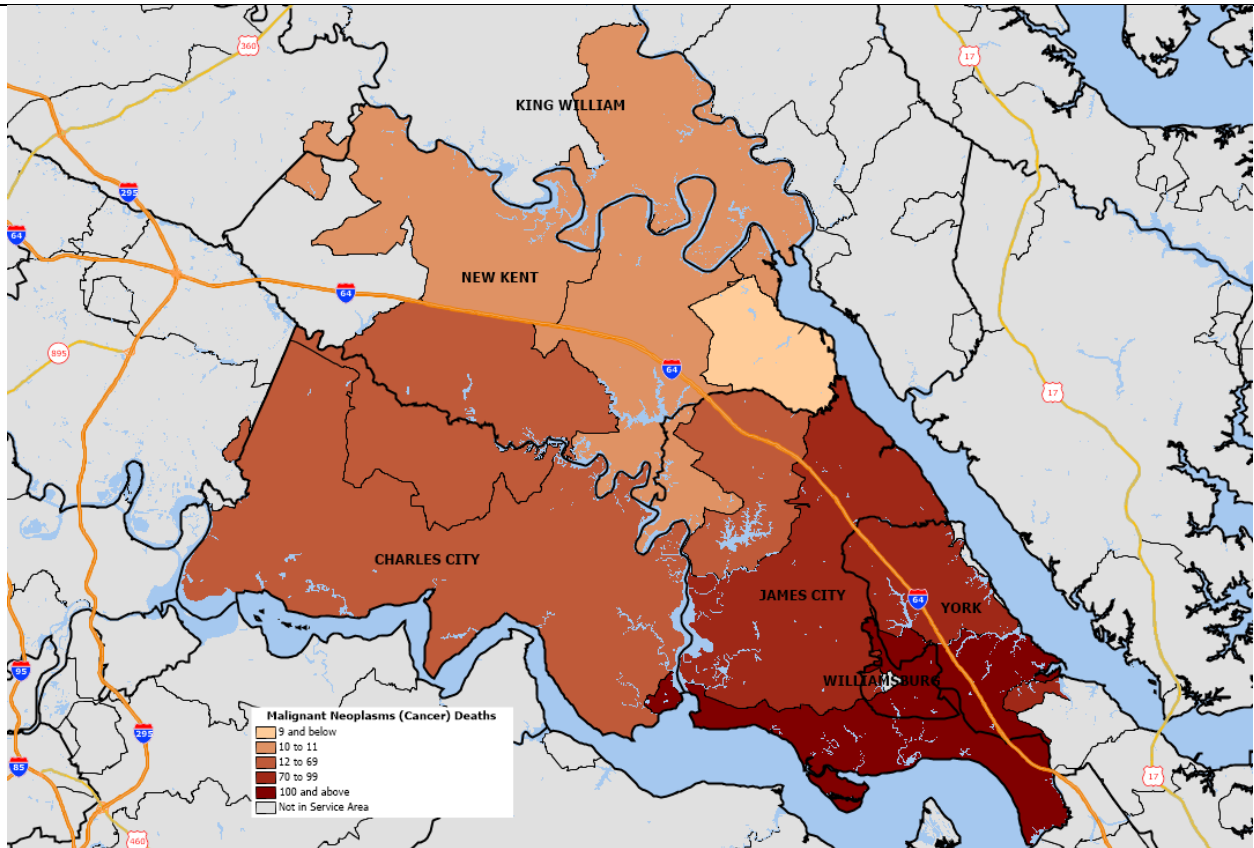 360
17
KING WILLIAM
295
64
NEW KENT
64
895
64
17
CHARLES CITY
JAMES CITY
64
YORK
WILLIAMSBURG
95
295
85
460
17
Malignant Neoplasms (Cancer) Deaths
9 and below
10 to 11
12 to 69
70 to 99
100 and above
Not in Service Area